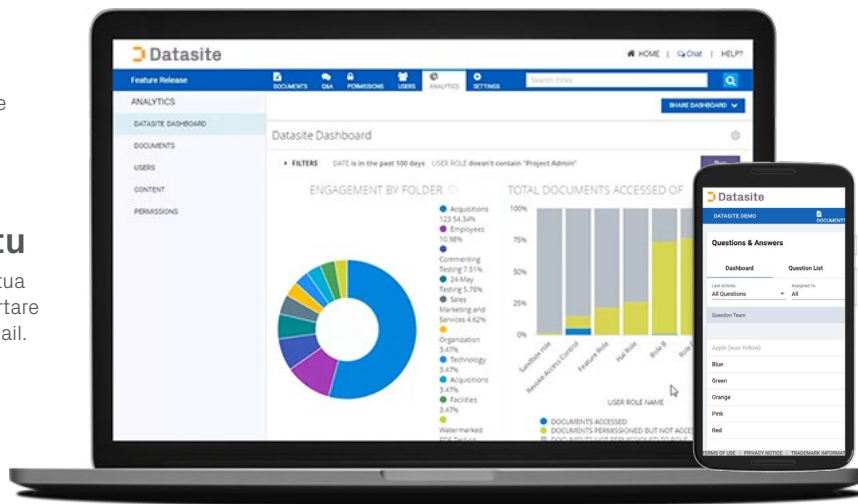 e
tu
tua
rtare
ail.
Datasite
HOME | Chat | HELP?
Feature Release
DOCUMENTS
Q&A
PERMISSIONS
USERS
ANALYTICS
SETTINGS
Search Index
ANALYTICS
SHARE DASHBOARD
DATASITE DASHBOARD
DOCUMENTS
USERS
CONTENT
PERMISSIONS
Datasite Dashboard
FILTERS DATE is in the past 100 days USER ROLE doesn't contain "Project Admin"
ENGAGEMENT BY FOLDER
Acquisitions
123 54.34%
Employees
10.98%
Commenting
Testing 7.51%
24-May
Testing 5.78%
Sales
Marketing and
Services 4.62%
Organization
3.47%
Technology
3.47%
Acquisitions
3.47%
Facilities
3.47%
Watermarked
TOTAL DOCUMENTS ACCESSED OF
100%
75%
50%
25%
0%
Sandbox role
Revoke Access Control
Feature Role
Hal Role
Role B
USER ROLE NAME
DOCUMENTS ACCESSED
DOCUMENTS PERMISSIONED BUT NOT ACCES
DOCUMENTS NOT PERMISSIONED TO ROLE
Datasite
DATASITE DEMO
DOCUMENTS
Questions & Answers
Dashboard Question List
Last Activity Assigned To
All Questions All
Question Team
Apple (was Yellow)
Blue
Green
Orange
Pink
Red
TERMS OF USE | PRIVACY NOTICE | TRADEMARK INFORMAT